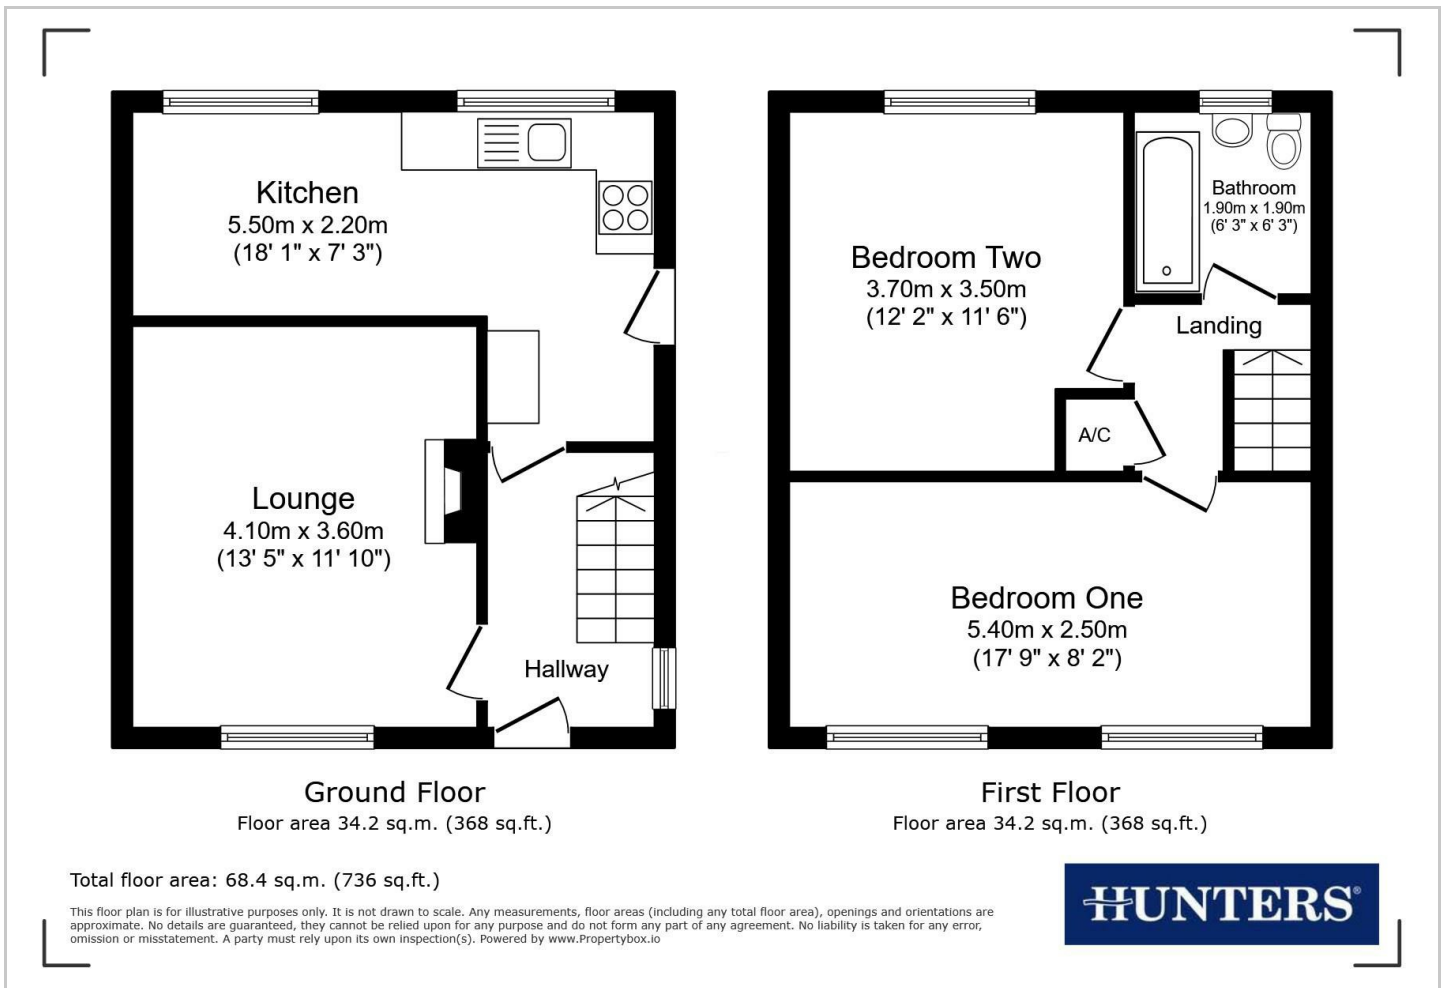 Kitchen
5.50m x 2.20m
(18' 1" x 7' 3")
Lounge
4.10m x 3.60m
(13' 5" x 11' 10")
Hallway
Ground Floor
Floor area 34.2 sq.m. (368 sq.ft.)
Bedroom Two
3.70m x 3.50m
(12' 2" x 11' 6")
Bathroom
1.90m x 1.90m
(6' 3" x 6' 3")
Landing
A/C
Bedroom One
5.40m x 2.50m
(17' 9" x 8' 2")
First Floor
Floor area 34.2 sq.m. (368 sq.ft.)
Total floor area: 68.4 sq.m. (736 sq.ft.)
This floor plan is for illustrative purposes only. It is not drawn to scale. Any measurements, floor areas (including any total floor area), openings and orientations are
approximate. No details are guaranteed, they cannot be relied upon for any purpose and do not form any part of any agreement. No liability is taken for any error,
omission or misstatement. A party must rely upon its own inspection(s). Powered by www.Propertybox.io
HUNTERS®